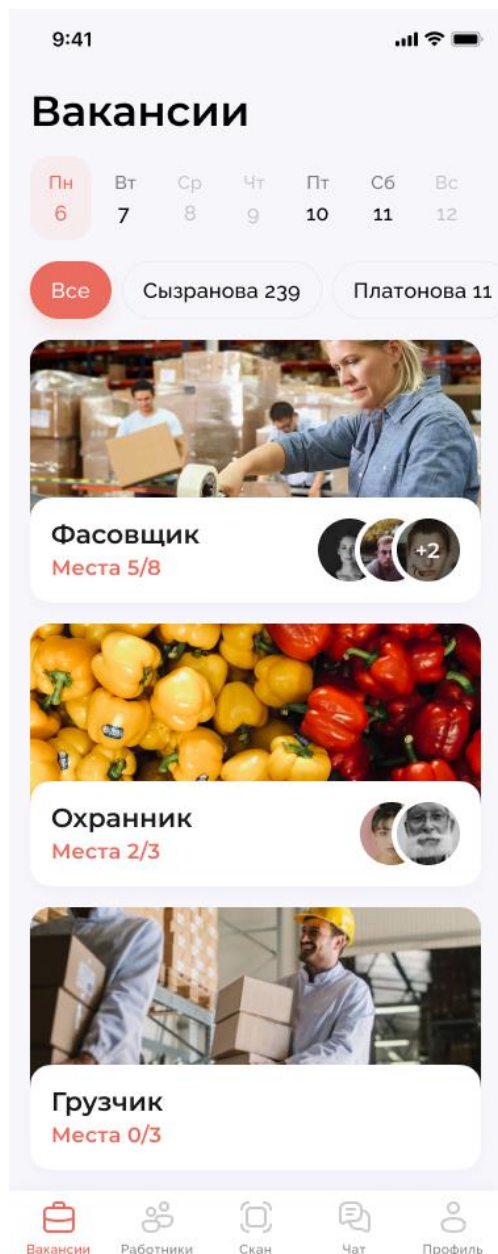 9:41
Вакансии
Пн Вт Ср Чт Пт Сб Вс
6 7 8 9 10 11 12
Все Сызранова 239 Платонова 11
Фасовщик
Места 5/8
+2
Охранник
Места 2/3
Грузчик
Места 0/3
Вакансии Работники Скан Чат Профиль